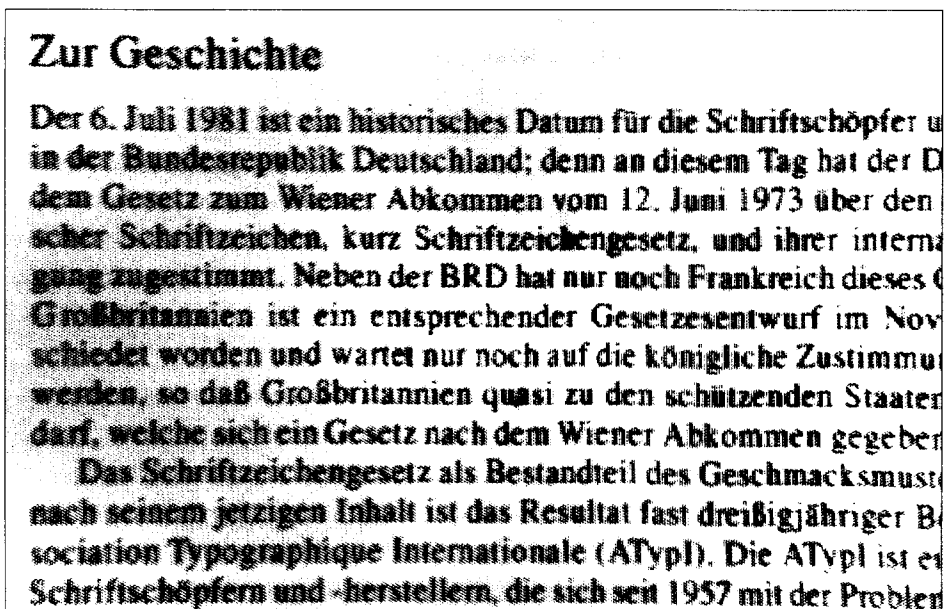 Zur Geschichte
Der 6. Juli 1981 ist ein historisches Datum für die Schriftschöpfer u
in der Bundesrepublik Deutschland; denn an diesem Tag hat der D
dem Gesetz zum Wiener Abkommen vom 12. Juni 1973 über den
scher Schriftzeichen, kurz Schriftzeichengesetz, und ihrer interna
gung zugestimmt. Neben der BRD hat nur noch Frankreich dieses
Großbritannien ist ein entsprechender Gesetzesentwurf im Nov
schiedet worden und wartet nur noch auf die königliche Zustimmu
werden, so daß Großbritannien quasi zu den schützenden Staaten
darf, welche sich ein Gesetz nach dem Wiener Abkommen gegeben
Das Schriftzeichengesetz als Bestandteil des Geschmacksmuste
nach seinem jetzigen Inhalt ist das Resultat fast dreißigjähriger Be
sociation Typographique Internationale (ATypI). Die ATypI ist ei
Schriftschöpfern und -herstellern, die sich seit 1957 mit der Problem